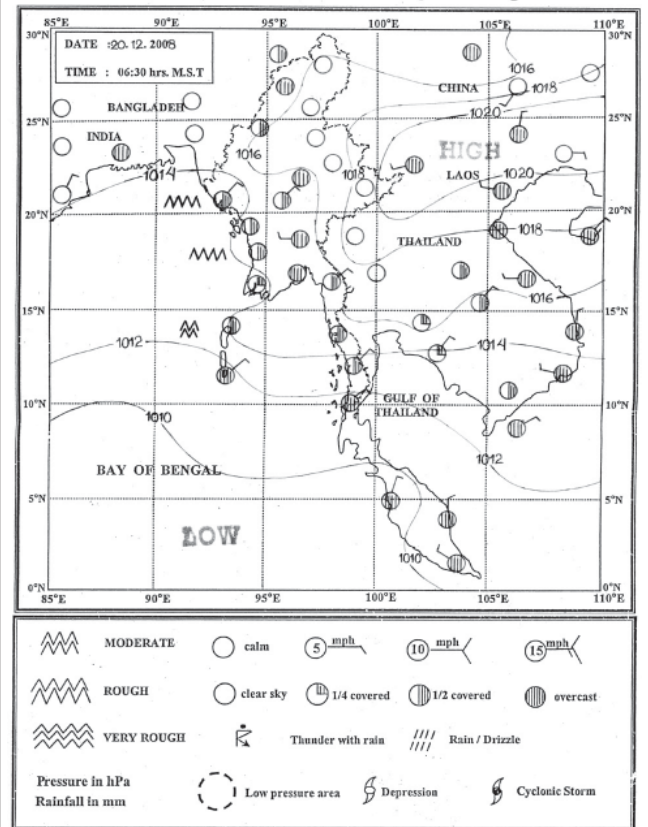 85°E 90°E 95°E 100°E 105°E 110°E
30°N 30°N
DATE :20.12.2008
TIME : 06:30 hrs. M.S.T
1016
CHINA 1018
BANGLADEH
1020
25°N 25°N
INDIA
1016 HIGH
1014 1018 LAOS 1020
20°N 20°N
1018
THAILAND
1016
15°N 15°N
1012 1014
10°N GULF OF 10°N
1010 THAILAND
1012
BAY OF BENGAL
5°N 5°N
LOW
1010
0°N 0°N
85°E 90°E 95°E 100°E 105°E 110°E
MODERATE calm 5 mph 10 mph 15 mph
ROUGH clear sky 1/4 covered 1/2 covered overcast
VERY ROUGH Thunder with rain Rain / Drizzle
Pressure in hPa
Rainfall in mm Low pressure area Depression Cyclonic Storm